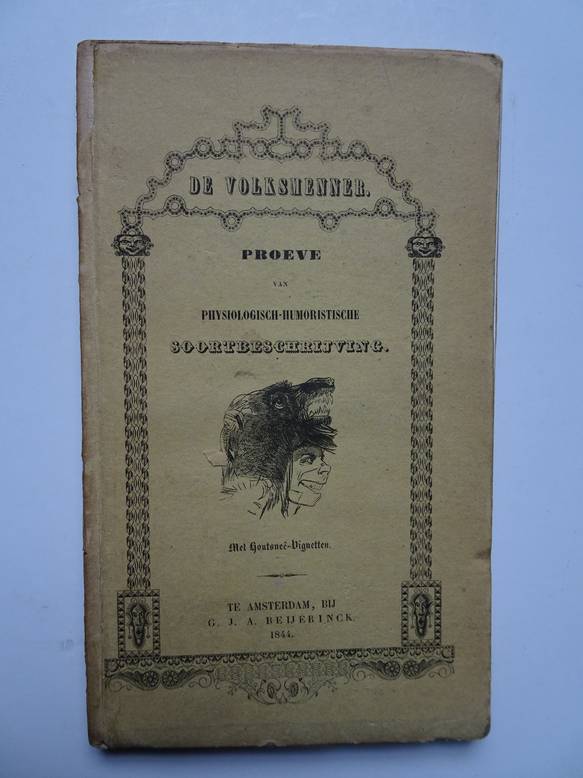 DE VOLKSMENNER.
PROEVE
VAN
PHYSIOLOGISCH-HUMORISTISCHE
SOORTBESCHRIJVING.
Met Houtsneê-Vignetten.
TE AMSTERDAM, BIJ
G. J. A. BEIJERINCK.
1844.